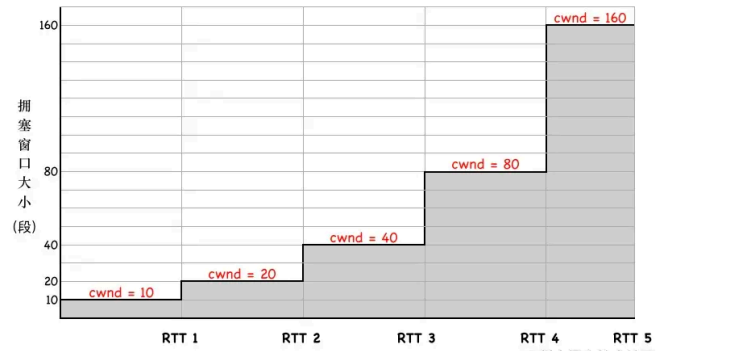 160
cwnd = 160
拥塞窗口大小(段)
80
cwnd = 80
40
cwnd = 40
20
cwnd = 20
10
cwnd = 10
RTT 1
RTT 2
RTT 3
RTT 4
RTT 5